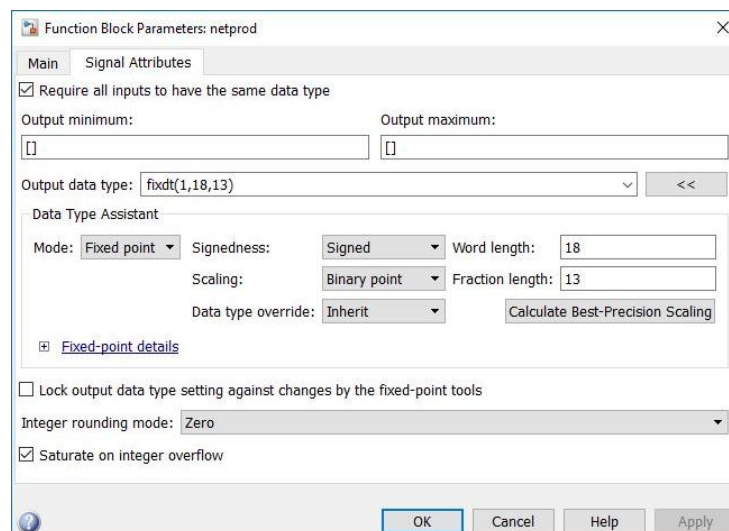 Function Block Parameters: netprod
Main Signal Attributes
Require all inputs to have the same data type
Output minimum: Output maximum:
[] []
Output data type: fixdt(1,18,13) <<
Data Type Assistant
Mode: Fixed point Signedness: Signed Word length: 18
Scaling: Binary point Fraction length: 13
Data type override: Inherit Calculate Best-Precision Scaling
Fixed-point details
Lock output data type setting against changes by the fixed-point tools
Integer rounding mode: Zero
Saturate on integer overflow
OK Cancel Help Apply